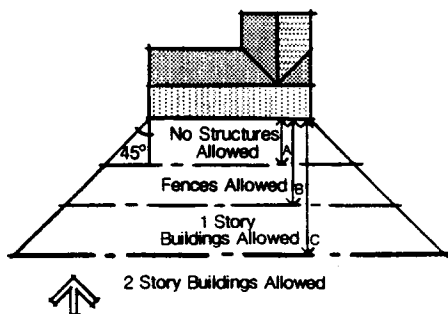 No Structures
Allowed
45°
A
Fences Allowed
B
1 Story
Buildings Allowed
C
2 Story Buildings Allowed